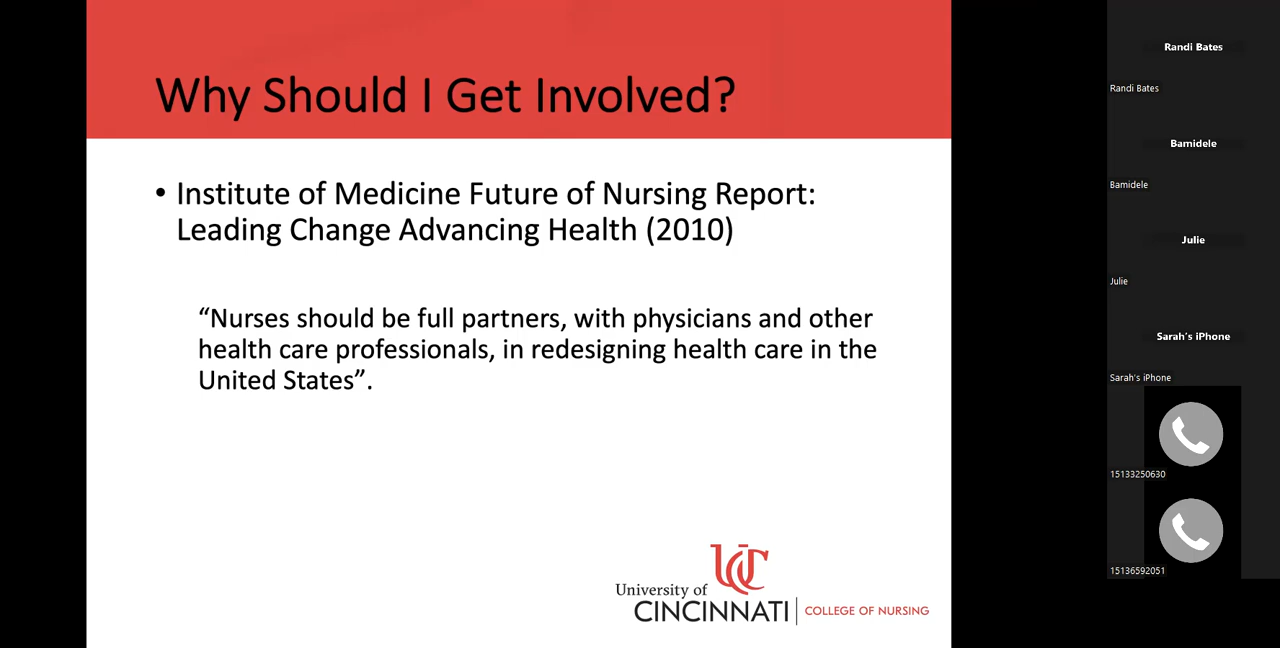 Why Should I Get Involved?
• Institute of Medicine Future of Nursing Report:
Leading Change Advancing Health (2010)
“Nurses should be full partners, with physicians and other
health care professionals, in redesigning health care in the
United States”.
UC
University of
CINCINNATI
COLLEGE OF NURSING
Randi Bates
Randi Bates
Bamidele
Bamidele
Julie
Julie
Sarah's iPhone
Sarah's iPhone
15133250630
15136592051